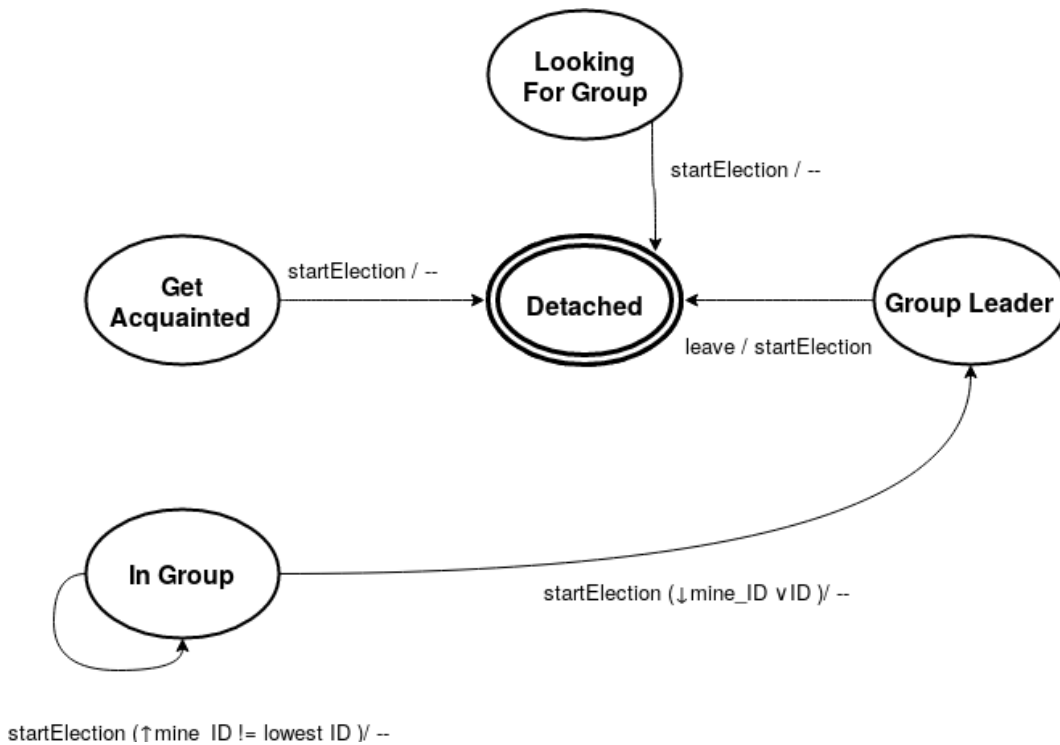 Looking
For Group
startElection / --
startElection / --
Get
Acquainted
Detached
Group Leader
leave / startElection
In Group
startElection (↓mine_ID ∨ID )/ --
startElection (↑mine_ID != lowest ID )/ --